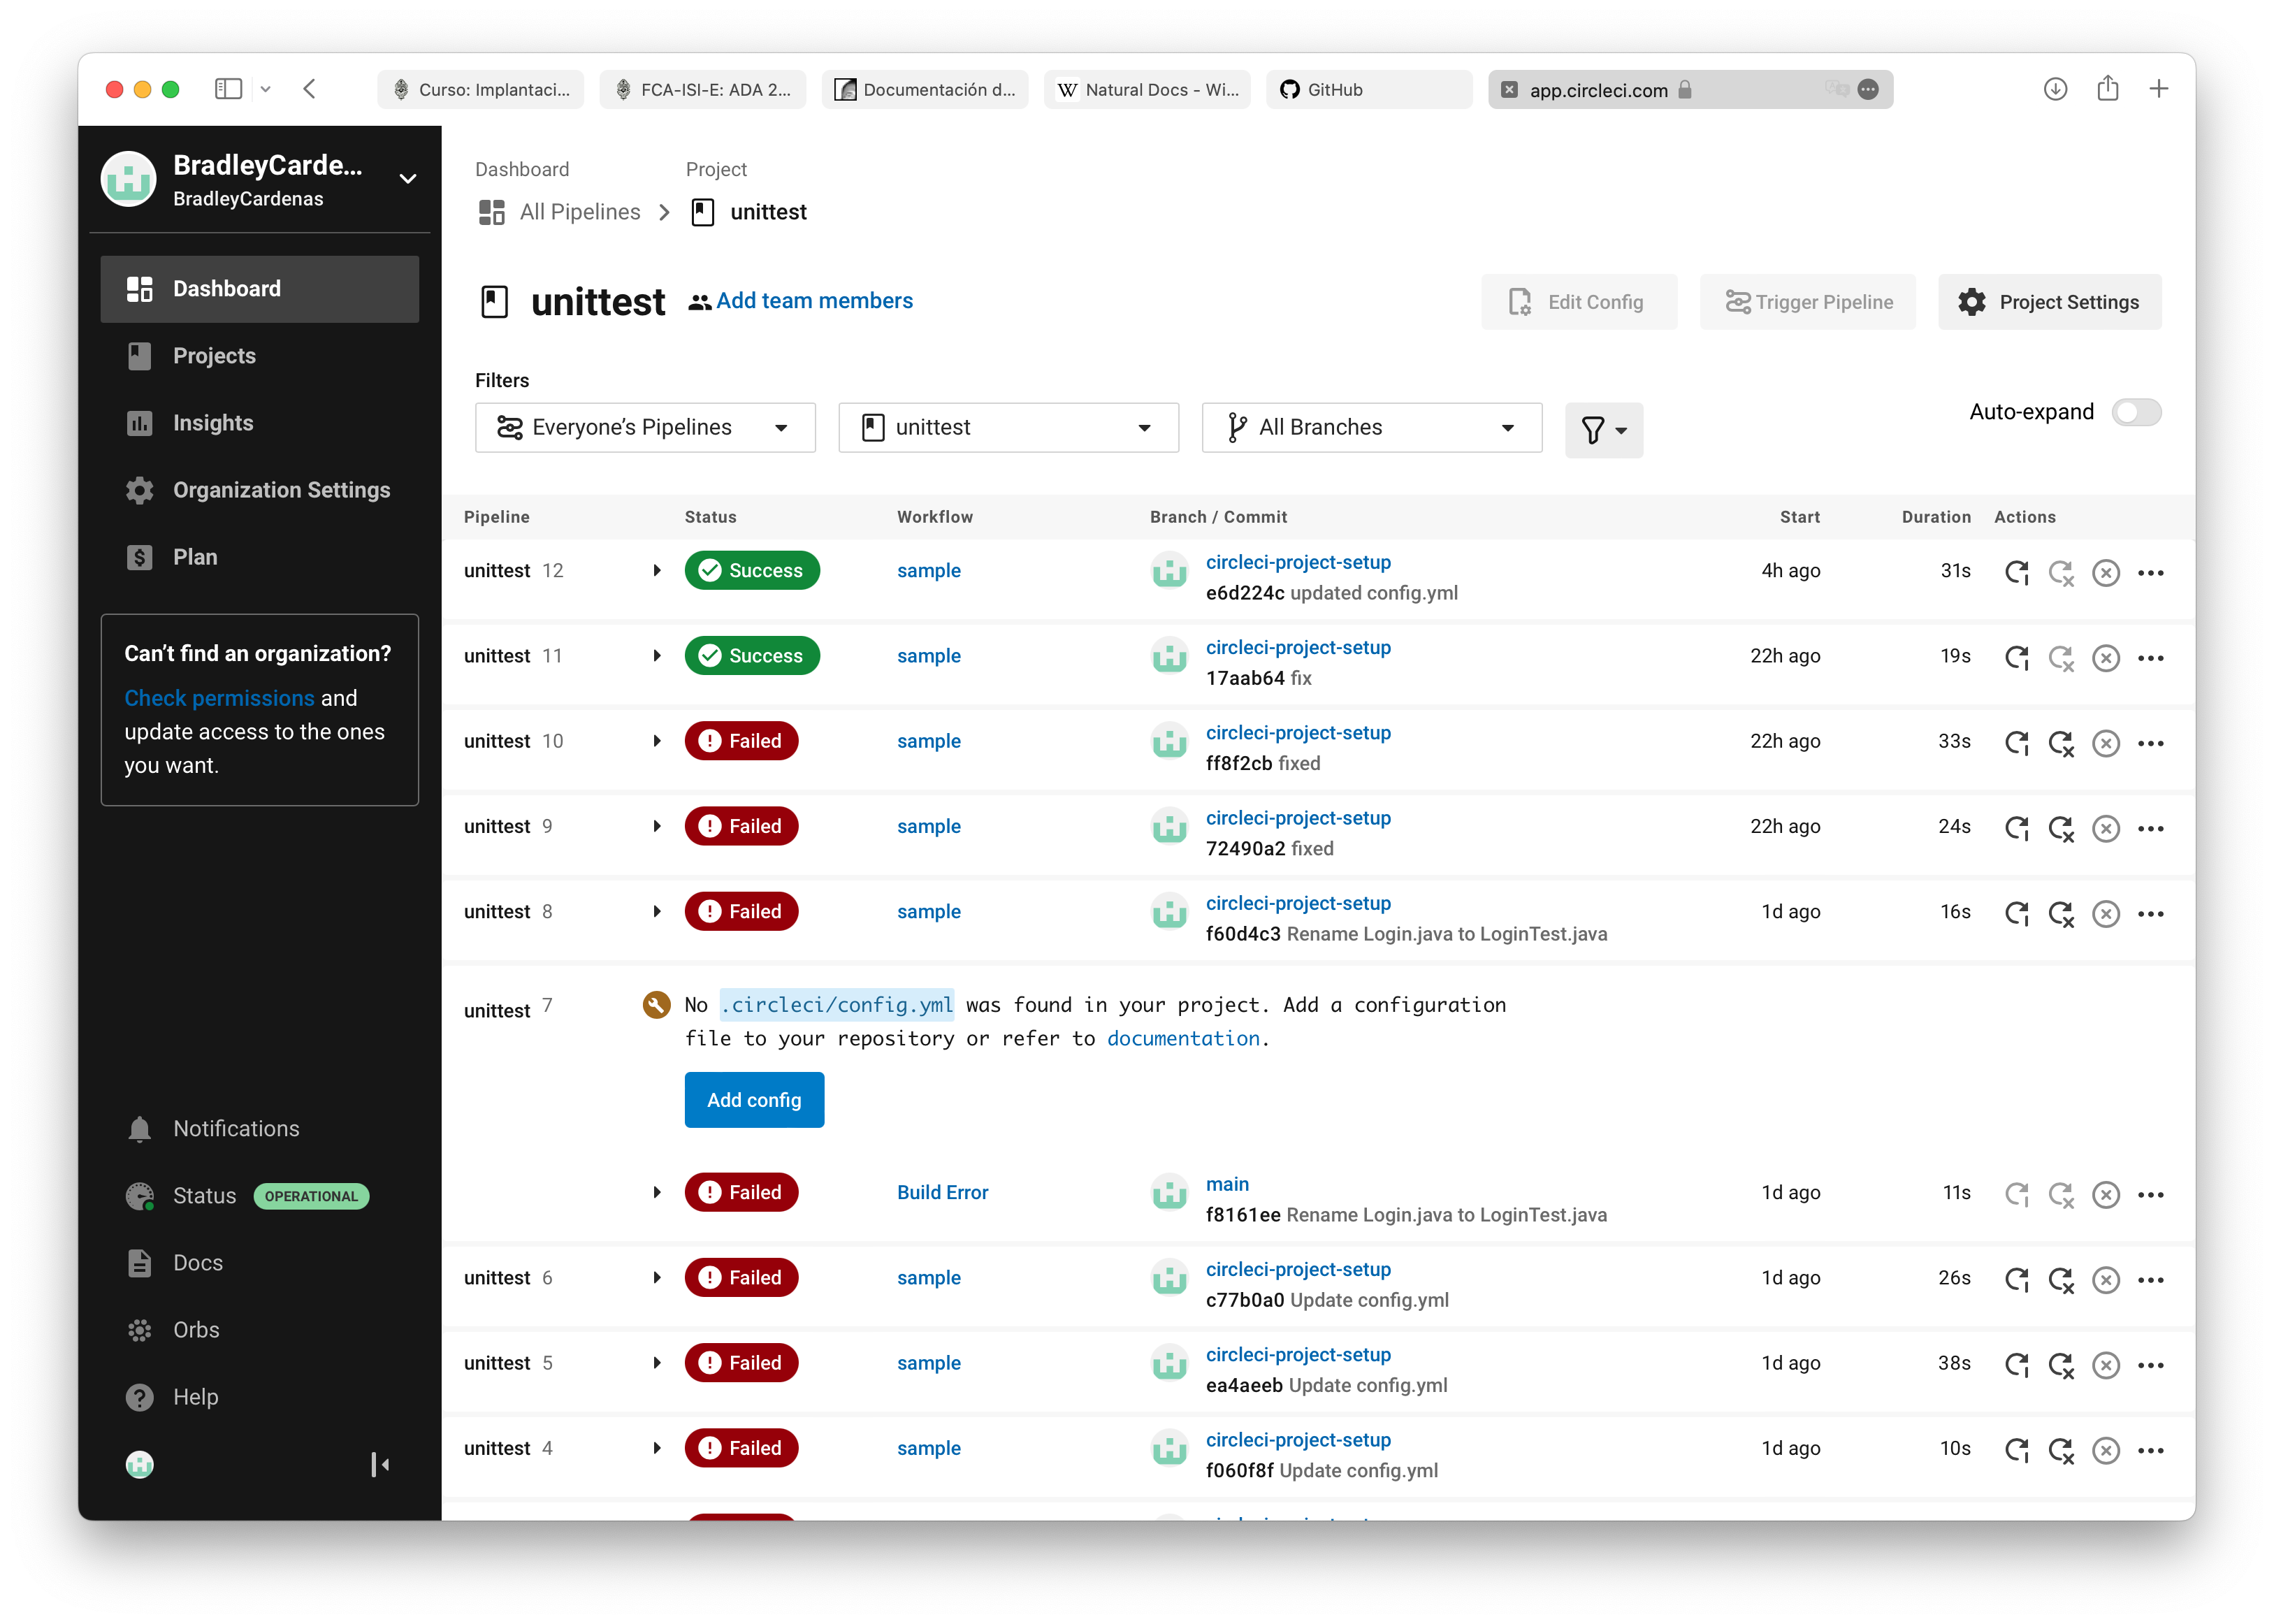 Curso: Implantaci...
FCA-ISI-E: ADA 2...
Documentación d...
W Natural Docs - Wi...
GitHub
app.circleci.com
BradleyCarde...
BradleyCardenas
Dashboard
Projects
Insights
Organization Settings
Plan
Can’t find an organization?
Check permissions and
update access to the ones
you want.
Notifications
Status OPERATIONAL
Docs
Orbs
Help
Dashboard Project
All Pipelines unittest
unittest Add team members
Edit Config Trigger Pipeline Project Settings
Filters
Everyone’s Pipelines unittest All Branches
Auto-expand
Pipeline Status Workflow Branch / Commit Start Duration Actions
unittest 12 Success sample circleci-project-setup 4h ago 31s
e6d224c updated config.yml
unittest 11 Success sample circleci-project-setup 22h ago 19s
17aab64 fix
unittest 10 Failed sample circleci-project-setup 22h ago 33s
ff8f2cb fixed
unittest 9 Failed sample circleci-project-setup 22h ago 24s
72490a2 fixed
unittest 8 Failed sample circleci-project-setup 1d ago 16s
f60d4c3 Rename Login.java to LoginTest.java
unittest 7 No .circleci/config.yml was found in your project. Add a configuration
file to your repository or refer to documentation.
Add config
Failed Build Error main 1d ago 11s
f8161ee Rename Login.java to LoginTest.java
unittest 6 Failed sample circleci-project-setup 1d ago 26s
c77b0a0 Update config.yml
unittest 5 Failed sample circleci-project-setup 1d ago 38s
ea4aeeb Update config.yml
unittest 4 Failed sample circleci-project-setup 1d ago 10s
f060f8f Update config.yml